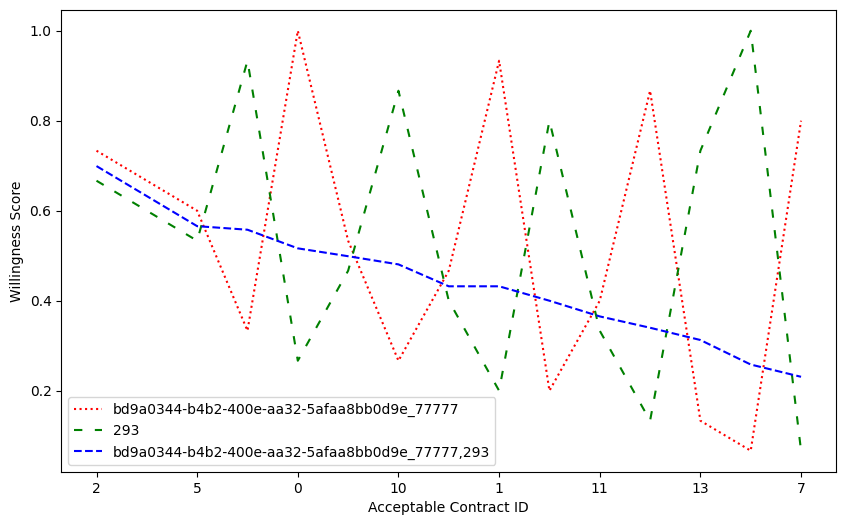 1.0
0.8
0.6
0.4
0.2
Willingness Score
bd9a0344-b4b2-400e-aa32-5afaa8bb0d9e_77777
293
bd9a0344-b4b2-400e-aa32-5afaa8bb0d9e_77777,293
2 5 0 10 1 11 13 7
Acceptable Contract ID